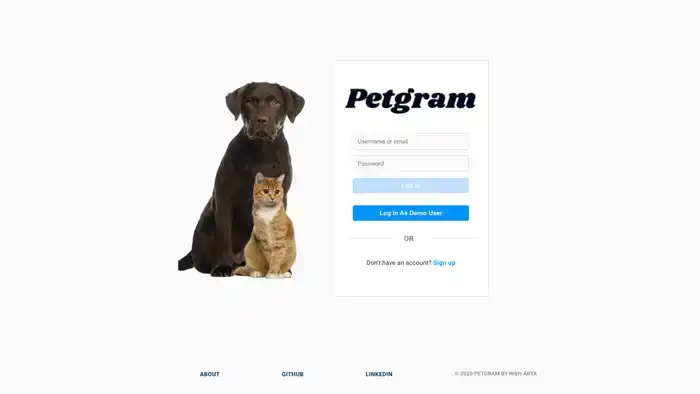 Petgram
Username or email
Password
Log In
Log In As Demo User
OR
Don't have an account? Sign up
ABOUT
GITHUB
LINKEDIN
© 2020 PETGRAM BY ARYA